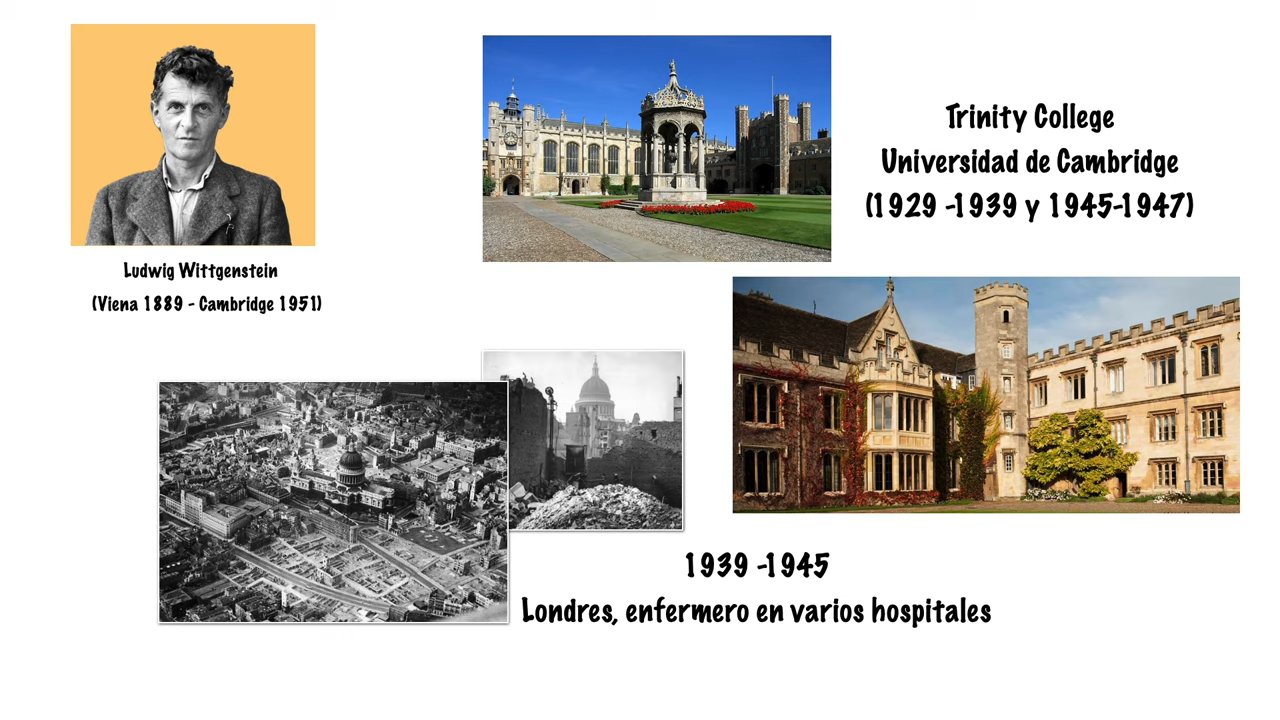 Ludwig Wittgenstein
(Viena 1889 - Cambridge 1951)
Trinity College
Universidad de Cambridge
(1929 -1939 y 1945-1947)
1939 -1945
Londres, enfermero en varios hospitales